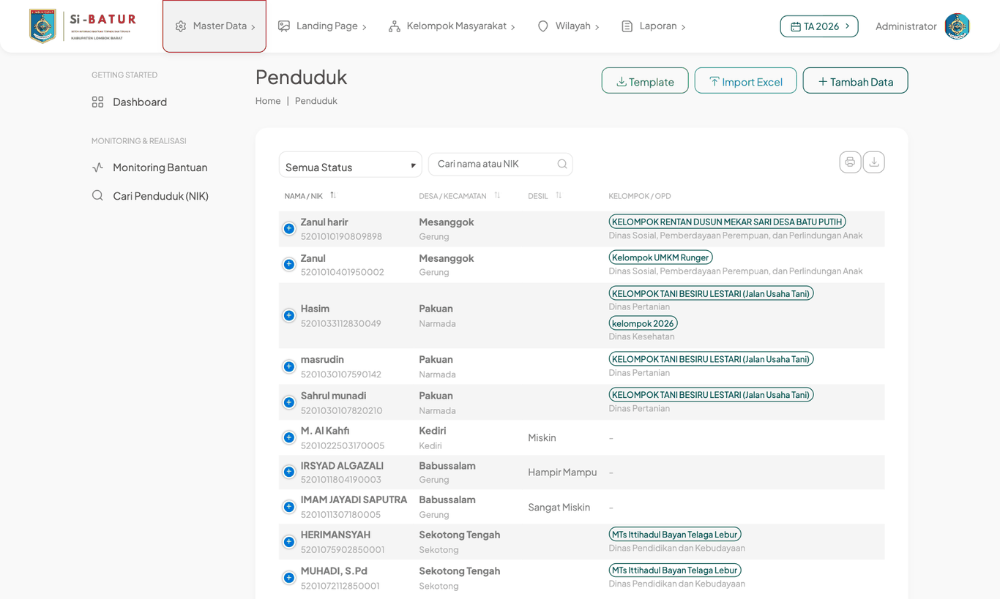 Si-BATUR
KABUPATEN LOMBOK BARAT
Master Data
Landing Page
Kelompok Masyarakat
Wilayah
Laporan
TA 2026
Administrator
GETTING STARTED
Dashboard
MONITORING & REALISASI
Monitoring Bantuan
Cari Penduduk (NIK)
Penduduk
Home | Penduduk
Template
Import Excel
+ Tambah Data
Semua Status
Cari nama atau NIK
NAMA / NIK
DESA / KECAMATAN
DESIL
KELOMPOK / OPD
Zanul harir
5201010190809898
Mesanggok
Gerung
KELOMPOK RENTAN DUSUN MEKAR SARI DESA BATU PUTIH
Dinas Sosial, Pemberdayaan Perempuan, dan Perlindungan Anak
Zanul
5201010401950002
Mesanggok
Gerung
Kelompok UMKM Runger
Dinas Sosial, Pemberdayaan Perempuan, dan Perlindungan Anak
Hasim
5201033112830049
Pakuan
Narmada
KELOMPOK TANI BESIRU LESTARI (Jalan Usaha Tani)
Dinas Pertanian
kelompok 2026
Dinas Kesehatan
masrudin
5201030107590142
Pakuan
Narmada
KELOMPOK TANI BESIRU LESTARI (Jalan Usaha Tani)
Dinas Pertanian
Sahrul munadi
5201030107820210
Pakuan
Narmada
KELOMPOK TANI BESIRU LESTARI (Jalan Usaha Tani)
Dinas Pertanian
M. Al Kahfi
5201022503170005
Kediri
Kediri
Miskin
-
IRSYAD ALGAZALI
5201011804190003
Babussalam
Gerung
Hampir Mampu
-
IMAM JAYADI SAPUTRA
5201011307180005
Babussalam
Gerung
Sangat Miskin
-
HERIMANSYAH
5201075902850001
Sekotong Tengah
Sekotong
MTs Ittihadul Bayan Telaga Lebur
Dinas Pendidikan dan Kebudayaan
MUHADI, S.Pd
5201072112850001
Sekotong Tengah
Sekotong
MTs Ittihadul Bayan Telaga Lebur
Dinas Pendidikan dan Kebudayaan